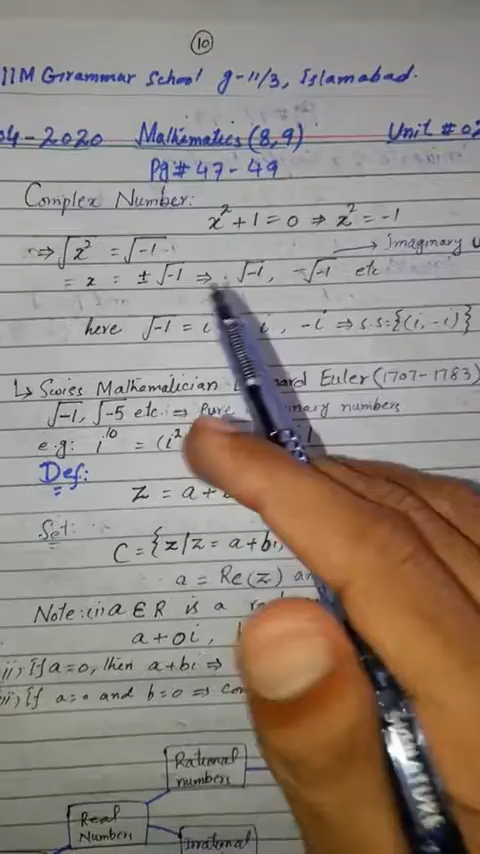 10
IIM Grammar School g-11/3, Islamabad.
04-2020 Mathematics (8,9) Unit # 02
Pg # 47-49
Complex Number:
x² + 1 = 0 ⇒ x² = -1
⇒ √x² = √-1 → imaginary
= x = ± √-1 ⇒ √-1, -√-1 etc
here √-1 = i, -i ⇒ S.S = {(i, -i)}
↳ Swiss Mathematician Euler (1707-1783)
√-1, √-5 etc. ⇒ Pure numbers
e.g: i¹⁰ = (i²
Def:
Z = a +
Set:
C = {z/z = a + bi,
a = Re(z)
Note: (i) a ∈ R is a
a + 0i,
ii) If a = 0, then a + bi ⇒
iii) If a = 0 and b = 0 ⇒
Rational
numbers
Real
Numbers
Irrational